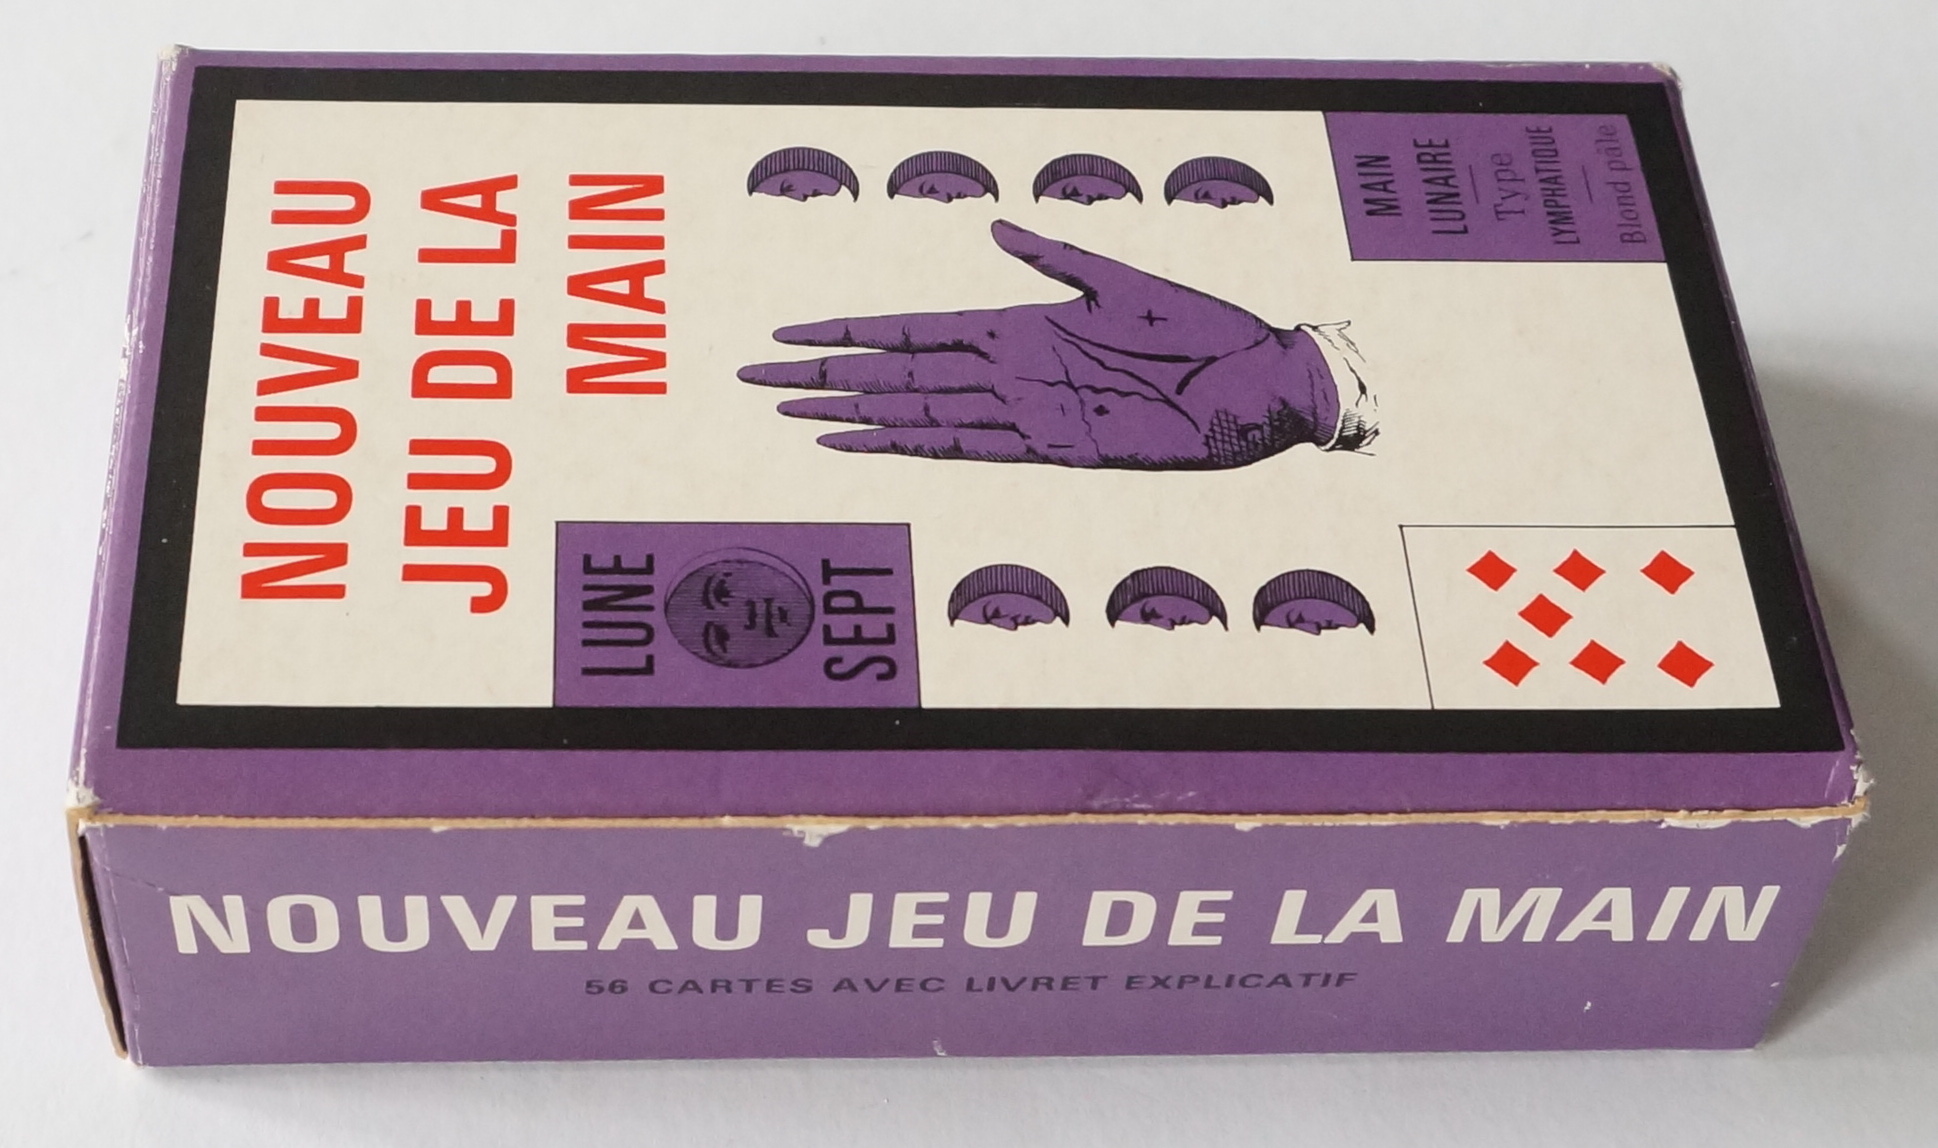 NOUVEAU
JEU DE LA
MAIN
LUNE
SEPT
MAIN
LUNAIRE
Type
LYMPHATIQUE
Blond pâle
NOUVEAU JEU DE LA MAIN
56 CARTES AVEC LIVRET EXPLICATIF